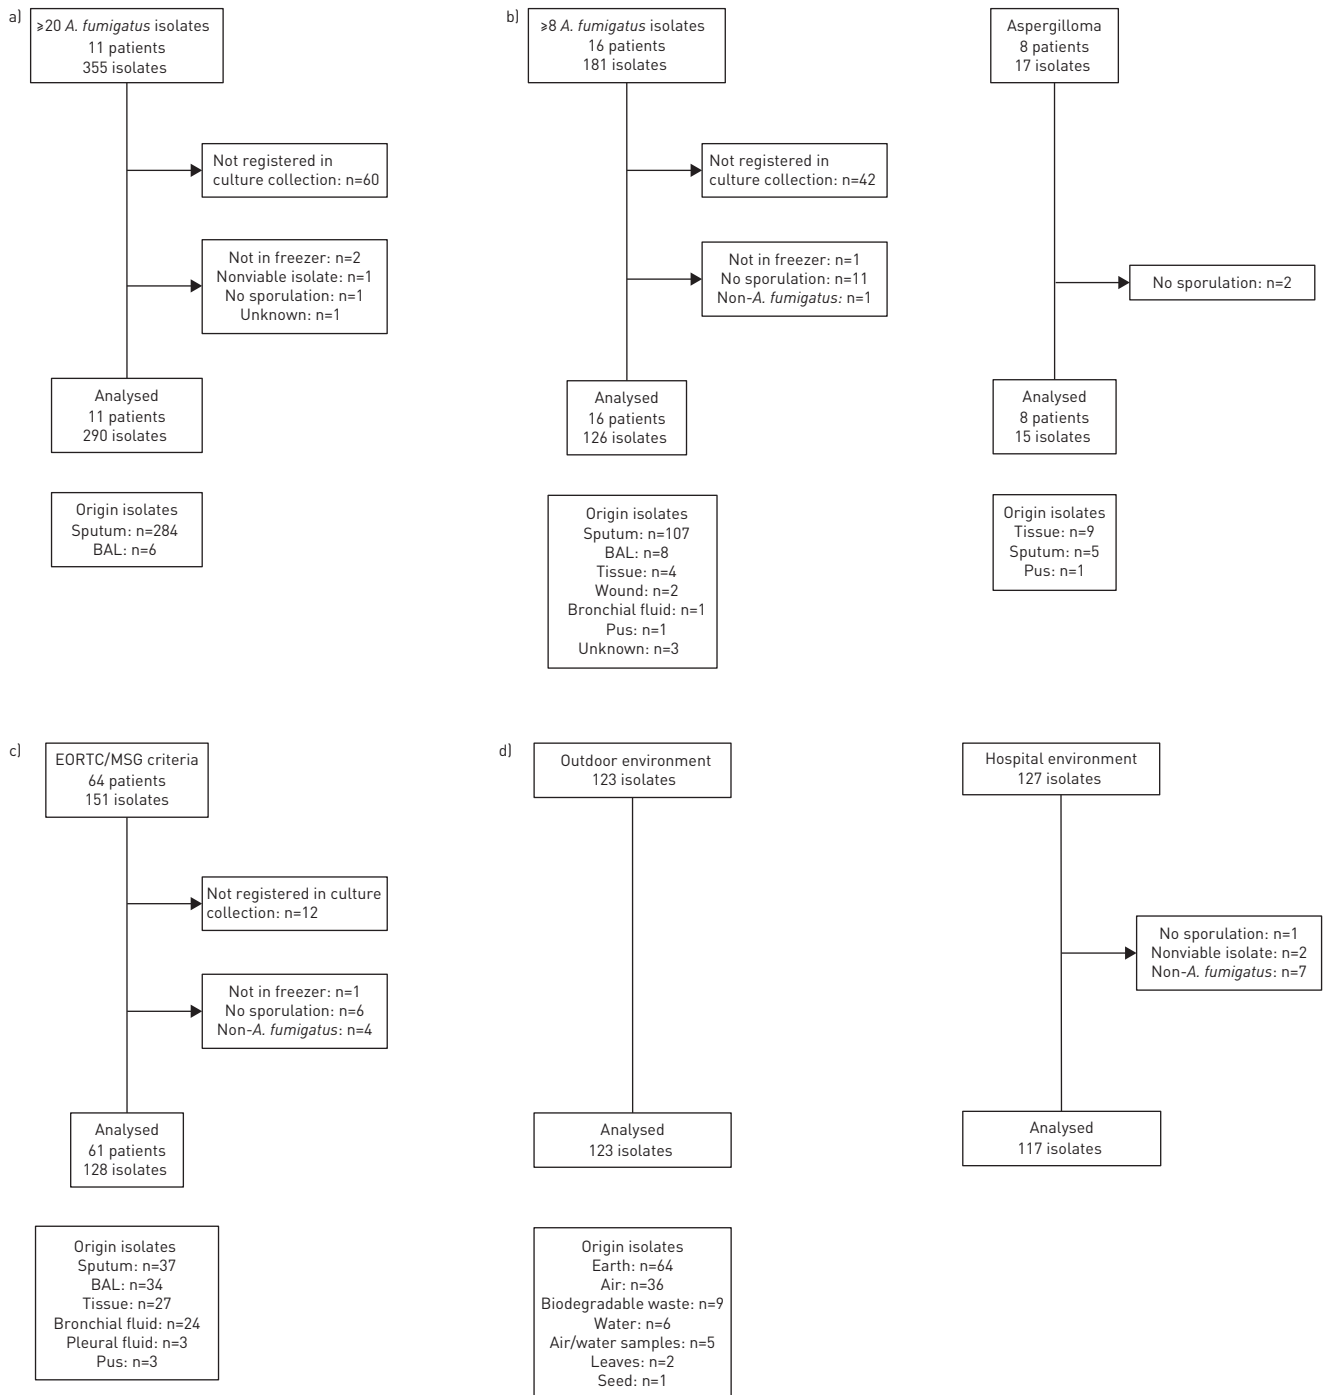 a)
⩾20 A. fumigatus isolates
11 patients
355 isolates
Not registered in
culture collection: n=60
Not in freezer: n=2
Nonviable isolate: n=1
No sporulation: n=1
Unknown: n=1
Analysed
11 patients
290 isolates
Origin isolates
Sputum: n=284
BAL: n=6
b)
⩾8 A. fumigatus isolates
16 patients
181 isolates
Not registered in
culture collection: n=42
Not in freezer: n=1
No sporulation: n=11
Non-A. fumigatus: n=1
Analysed
16 patients
126 isolates
Origin isolates
Sputum: n=107
BAL: n=8
Tissue: n=4
Wound: n=2
Bronchial fluid: n=1
Pus: n=1
Unknown: n=3
Aspergilloma
8 patients
17 isolates
No sporulation: n=2
Analysed
8 patients
15 isolates
Origin isolates
Tissue: n=9
Sputum: n=5
Pus: n=1
c)
EORTC/MSG criteria
64 patients
151 isolates
Not registered in culture
collection: n=12
Not in freezer: n=1
No sporulation: n=6
Non-A. fumigatus: n=4
Analysed
61 patients
128 isolates
Origin isolates
Sputum: n=37
BAL: n=34
Tissue: n=27
Bronchial fluid: n=24
Pleural fluid: n=3
Pus: n=3
d)
Outdoor environment
123 isolates
Analysed
123 isolates
Origin isolates
Earth: n=64
Air: n=36
Biodegradable waste: n=9
Water: n=6
Air/water samples: n=5
Leaves: n=2
Seed: n=1
Hospital environment
127 isolates
No sporulation: n=1
Nonviable isolate: n=2
Non-A. fumigatus: n=7
Analysed
117 isolates